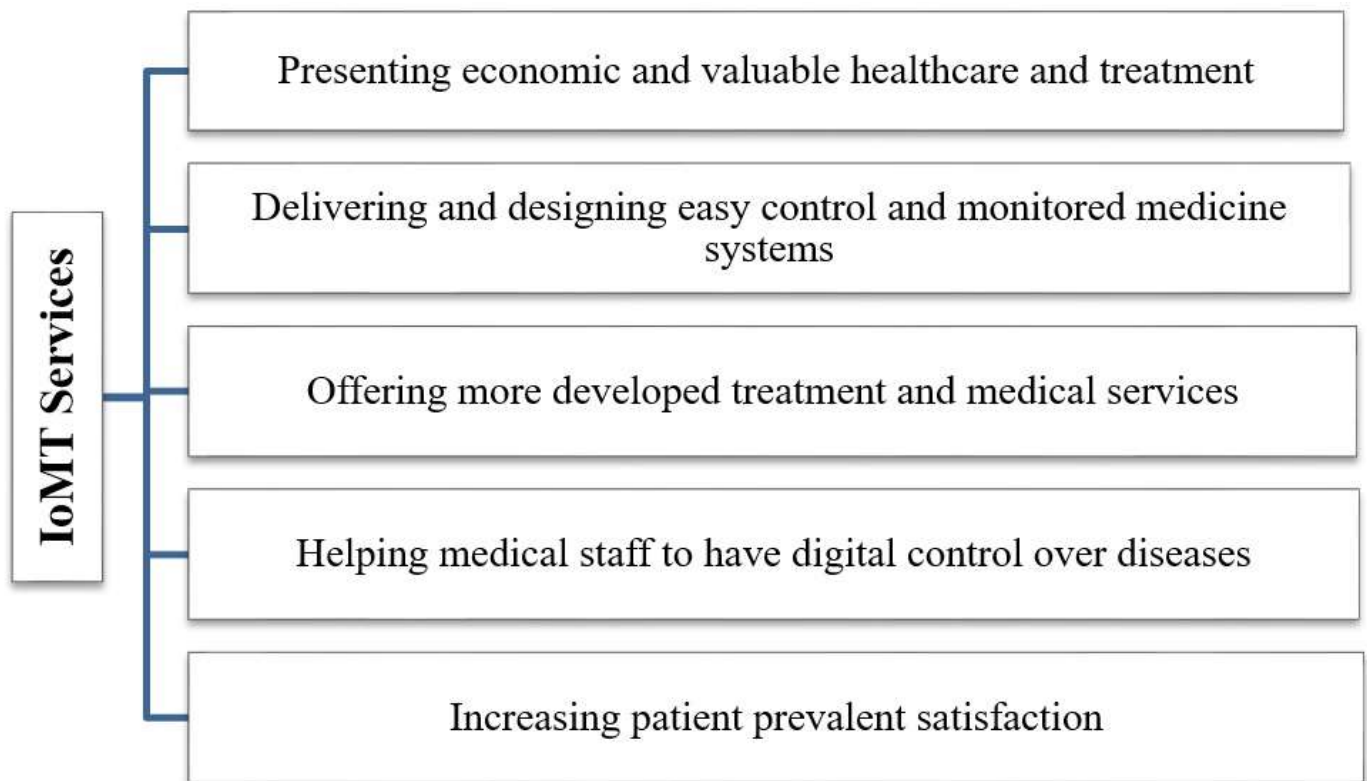 IoMT Services
Presenting economic and valuable healthcare and treatment
Delivering and designing easy control and monitored medicine
systems
Offering more developed treatment and medical services
Helping medical staff to have digital control over diseases
Increasing patient prevalent satisfaction